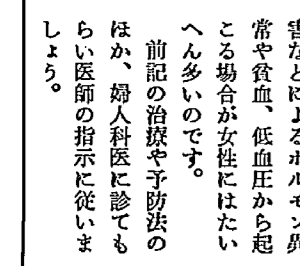 害などによるホルモン異
常や貧血、低血圧から起
こる場合が女性にはたい
へん多いのです。
前記の治療や予防法の
ほか、婦人科医に診ても
らい医師の指示に従いま
しょう。